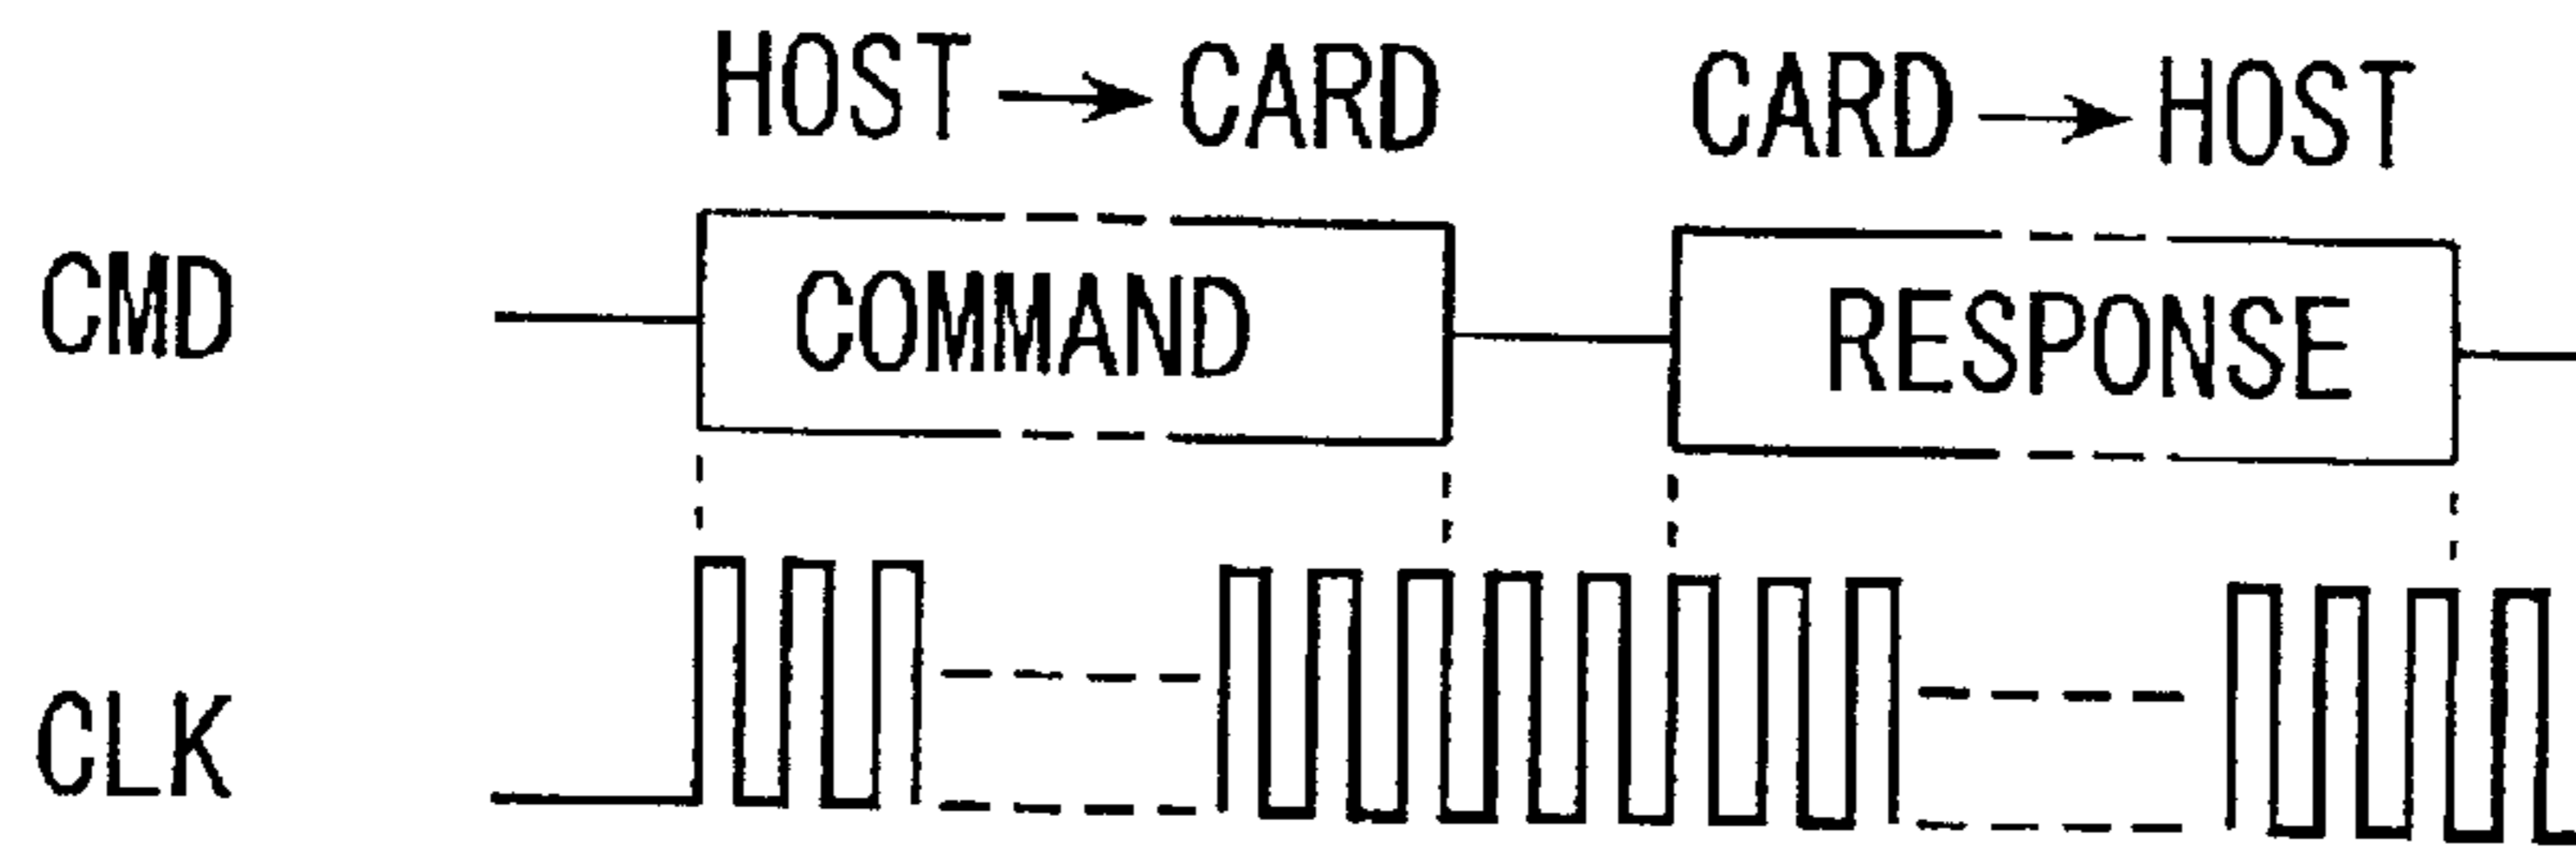 HOST → CARD CARD → HOST
CMD COMMAND RESPONSE
CLK